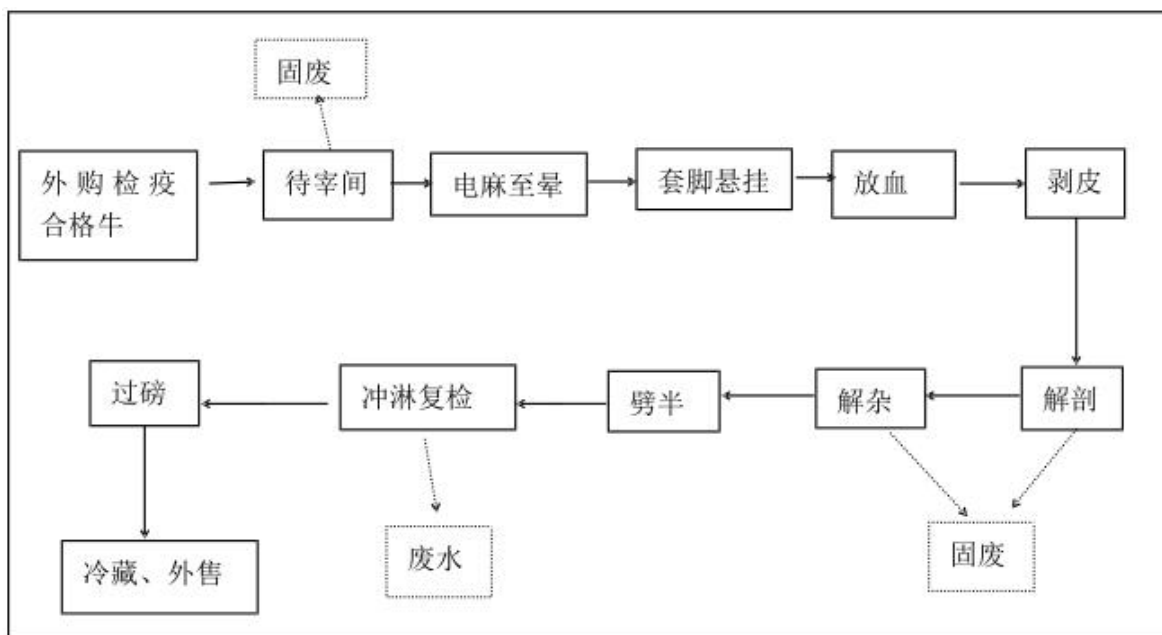 固废
外购检疫
合格牛
待宰间
电麻至晕
套脚悬挂
放血
剥皮
过磅
冲淋复检
劈半
解杂
解剖
冷藏、外售
废水
固废